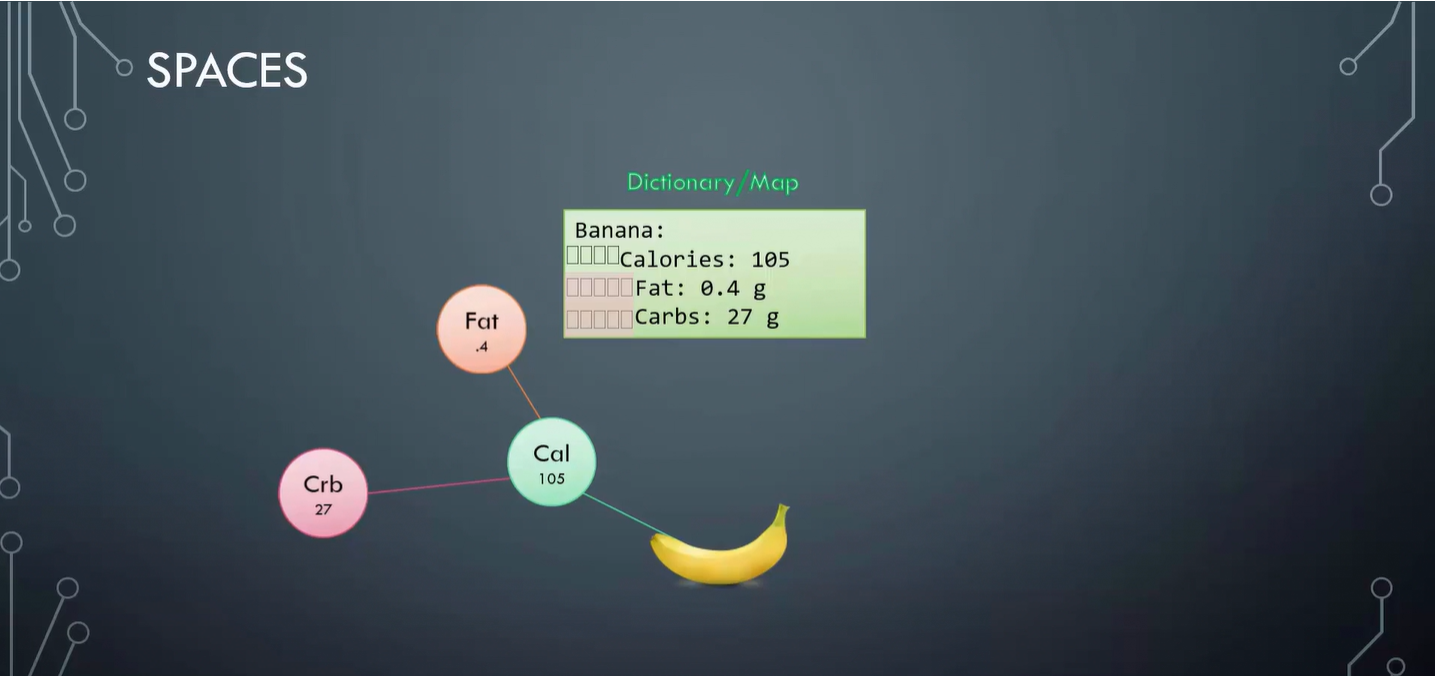 SPACES
Dictionary/Map
Banana:
Calories: 105
Fat: 0.4 g
Carbs: 27 g
Fat
.4
Cal
105
Crb
27